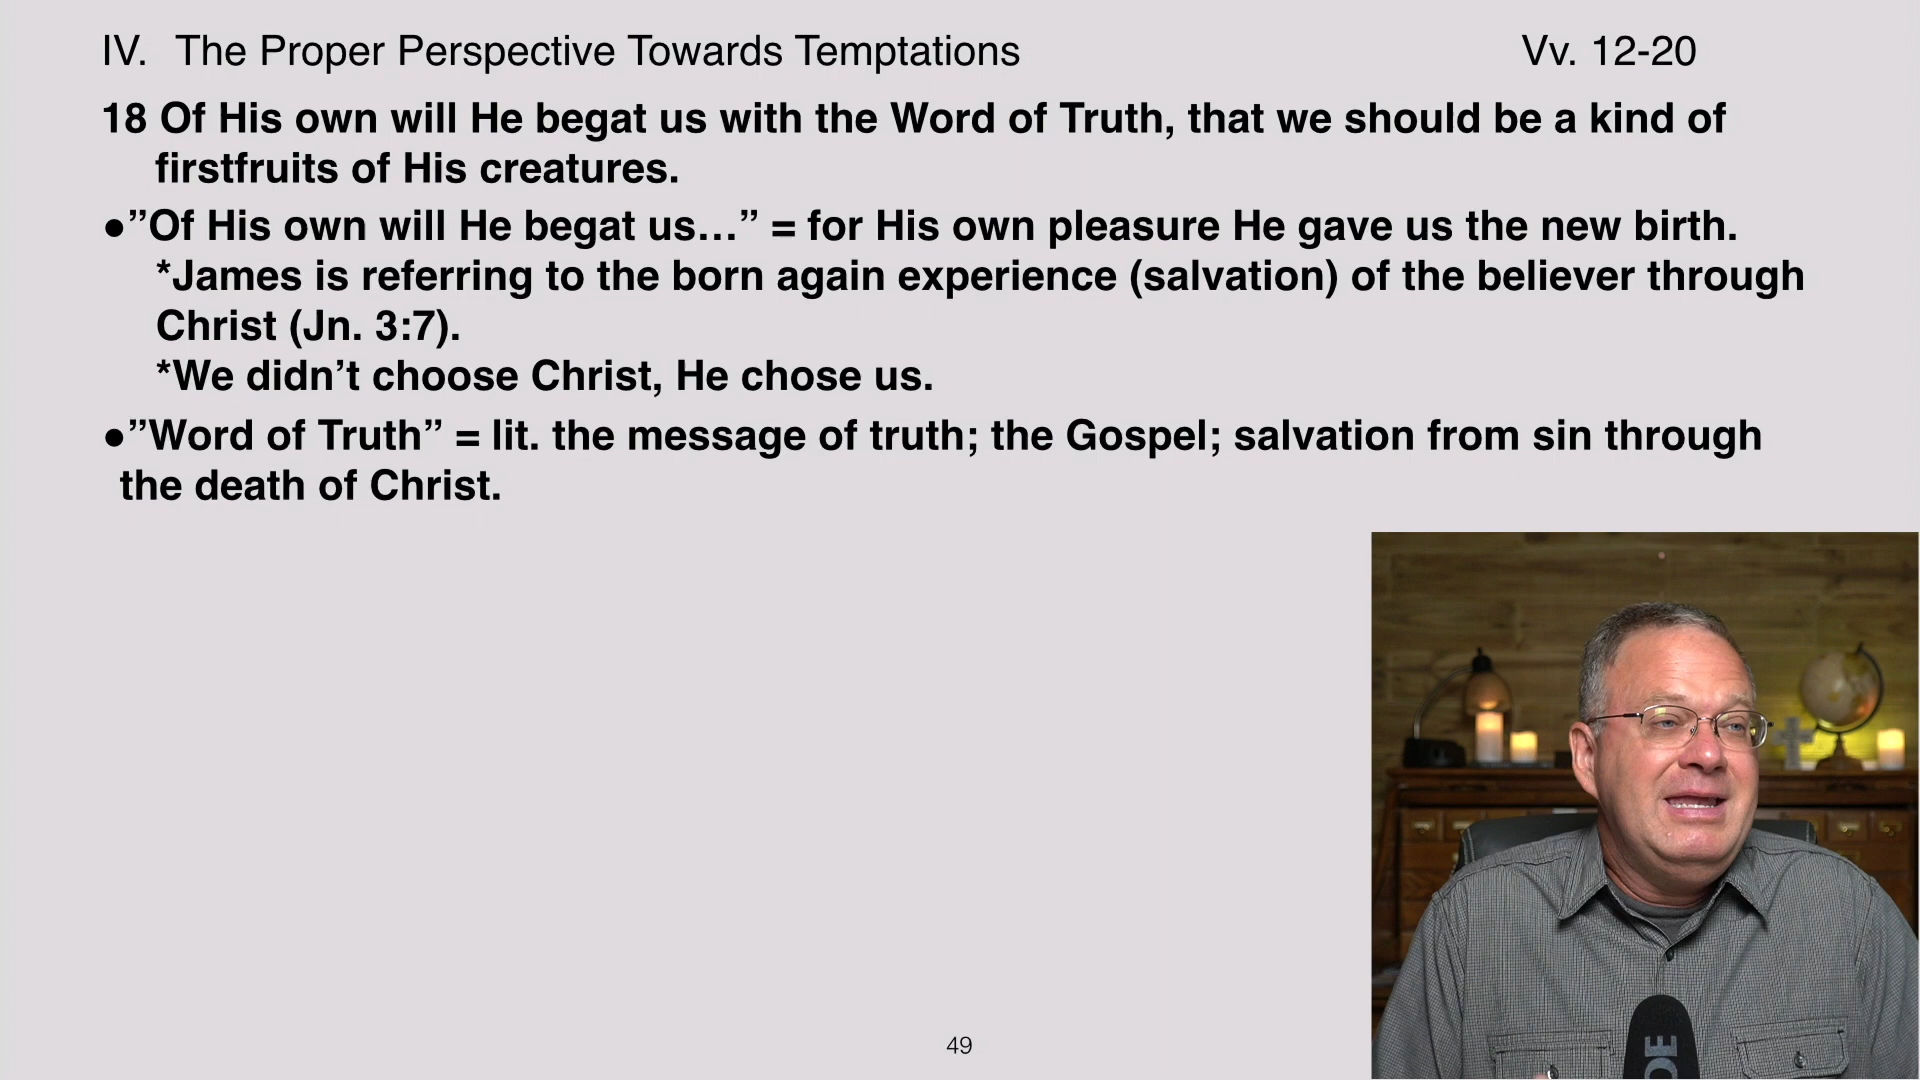 IV. The Proper Perspective Towards Temptations Vv. 12-20
18 Of His own will He begat us with the Word of Truth, that we should be a kind of
firstfruits of His creatures.
●”Of His own will He begat us…” = for His own pleasure He gave us the new birth.
*James is referring to the born again experience (salvation) of the believer through
Christ (Jn. 3:7).
*We didn’t choose Christ, He chose us.
●”Word of Truth” = lit. the message of truth; the Gospel; salvation from sin through
the death of Christ.
49